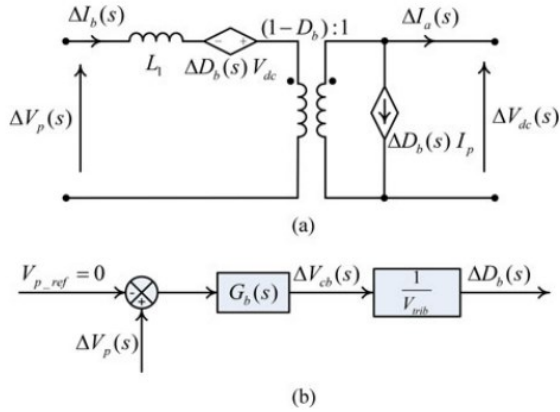 ΔI_b(s)
(1-D_b):1
ΔI_a(s)
L_1
ΔD_b(s) V_dc
- +
ΔV_p(s)
ΔD_b(s) I_p
ΔV_dc(s)
(a)
V_p_ref = 0
ΔV_cb(s)
ΔD_b(s)
- +
G_b(s)
1
V_trib
ΔV_p(s)
(b)